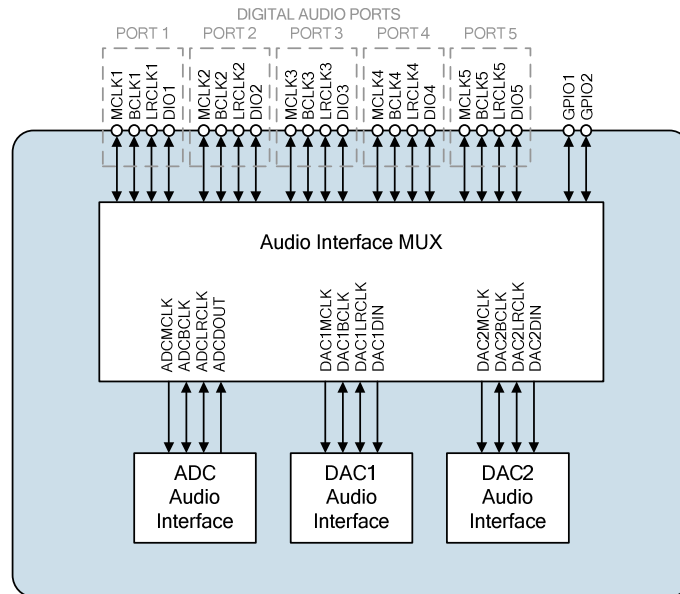 DIGITAL AUDIO PORTS
PORT 1
PORT 2
PORT 3
PORT 4
PORT 5
MCLK1
BCLK1
LRCLK1
DIO1
MCLK2
BCLK2
LRCLK2
DIO2
MCLK3
BCLK3
LRCLK3
DIO3
MCLK4
BCLK4
LRCLK4
DIO4
MCLK5
BCLK5
LRCLK5
DIO5
GPIO1
GPIO2
Audio Interface MUX
ADCMCLK
ADCBCLK
ADCLRCLK
ADCDOUT
DAC1MCLK
DAC1BCLK
DAC1LRCLK
DAC1DIN
DAC2MCLK
DAC2BCLK
DAC2LRCLK
DAC2DIN
ADC
Audio
Interface
DAC1
Audio
Interface
DAC2
Audio
Interface